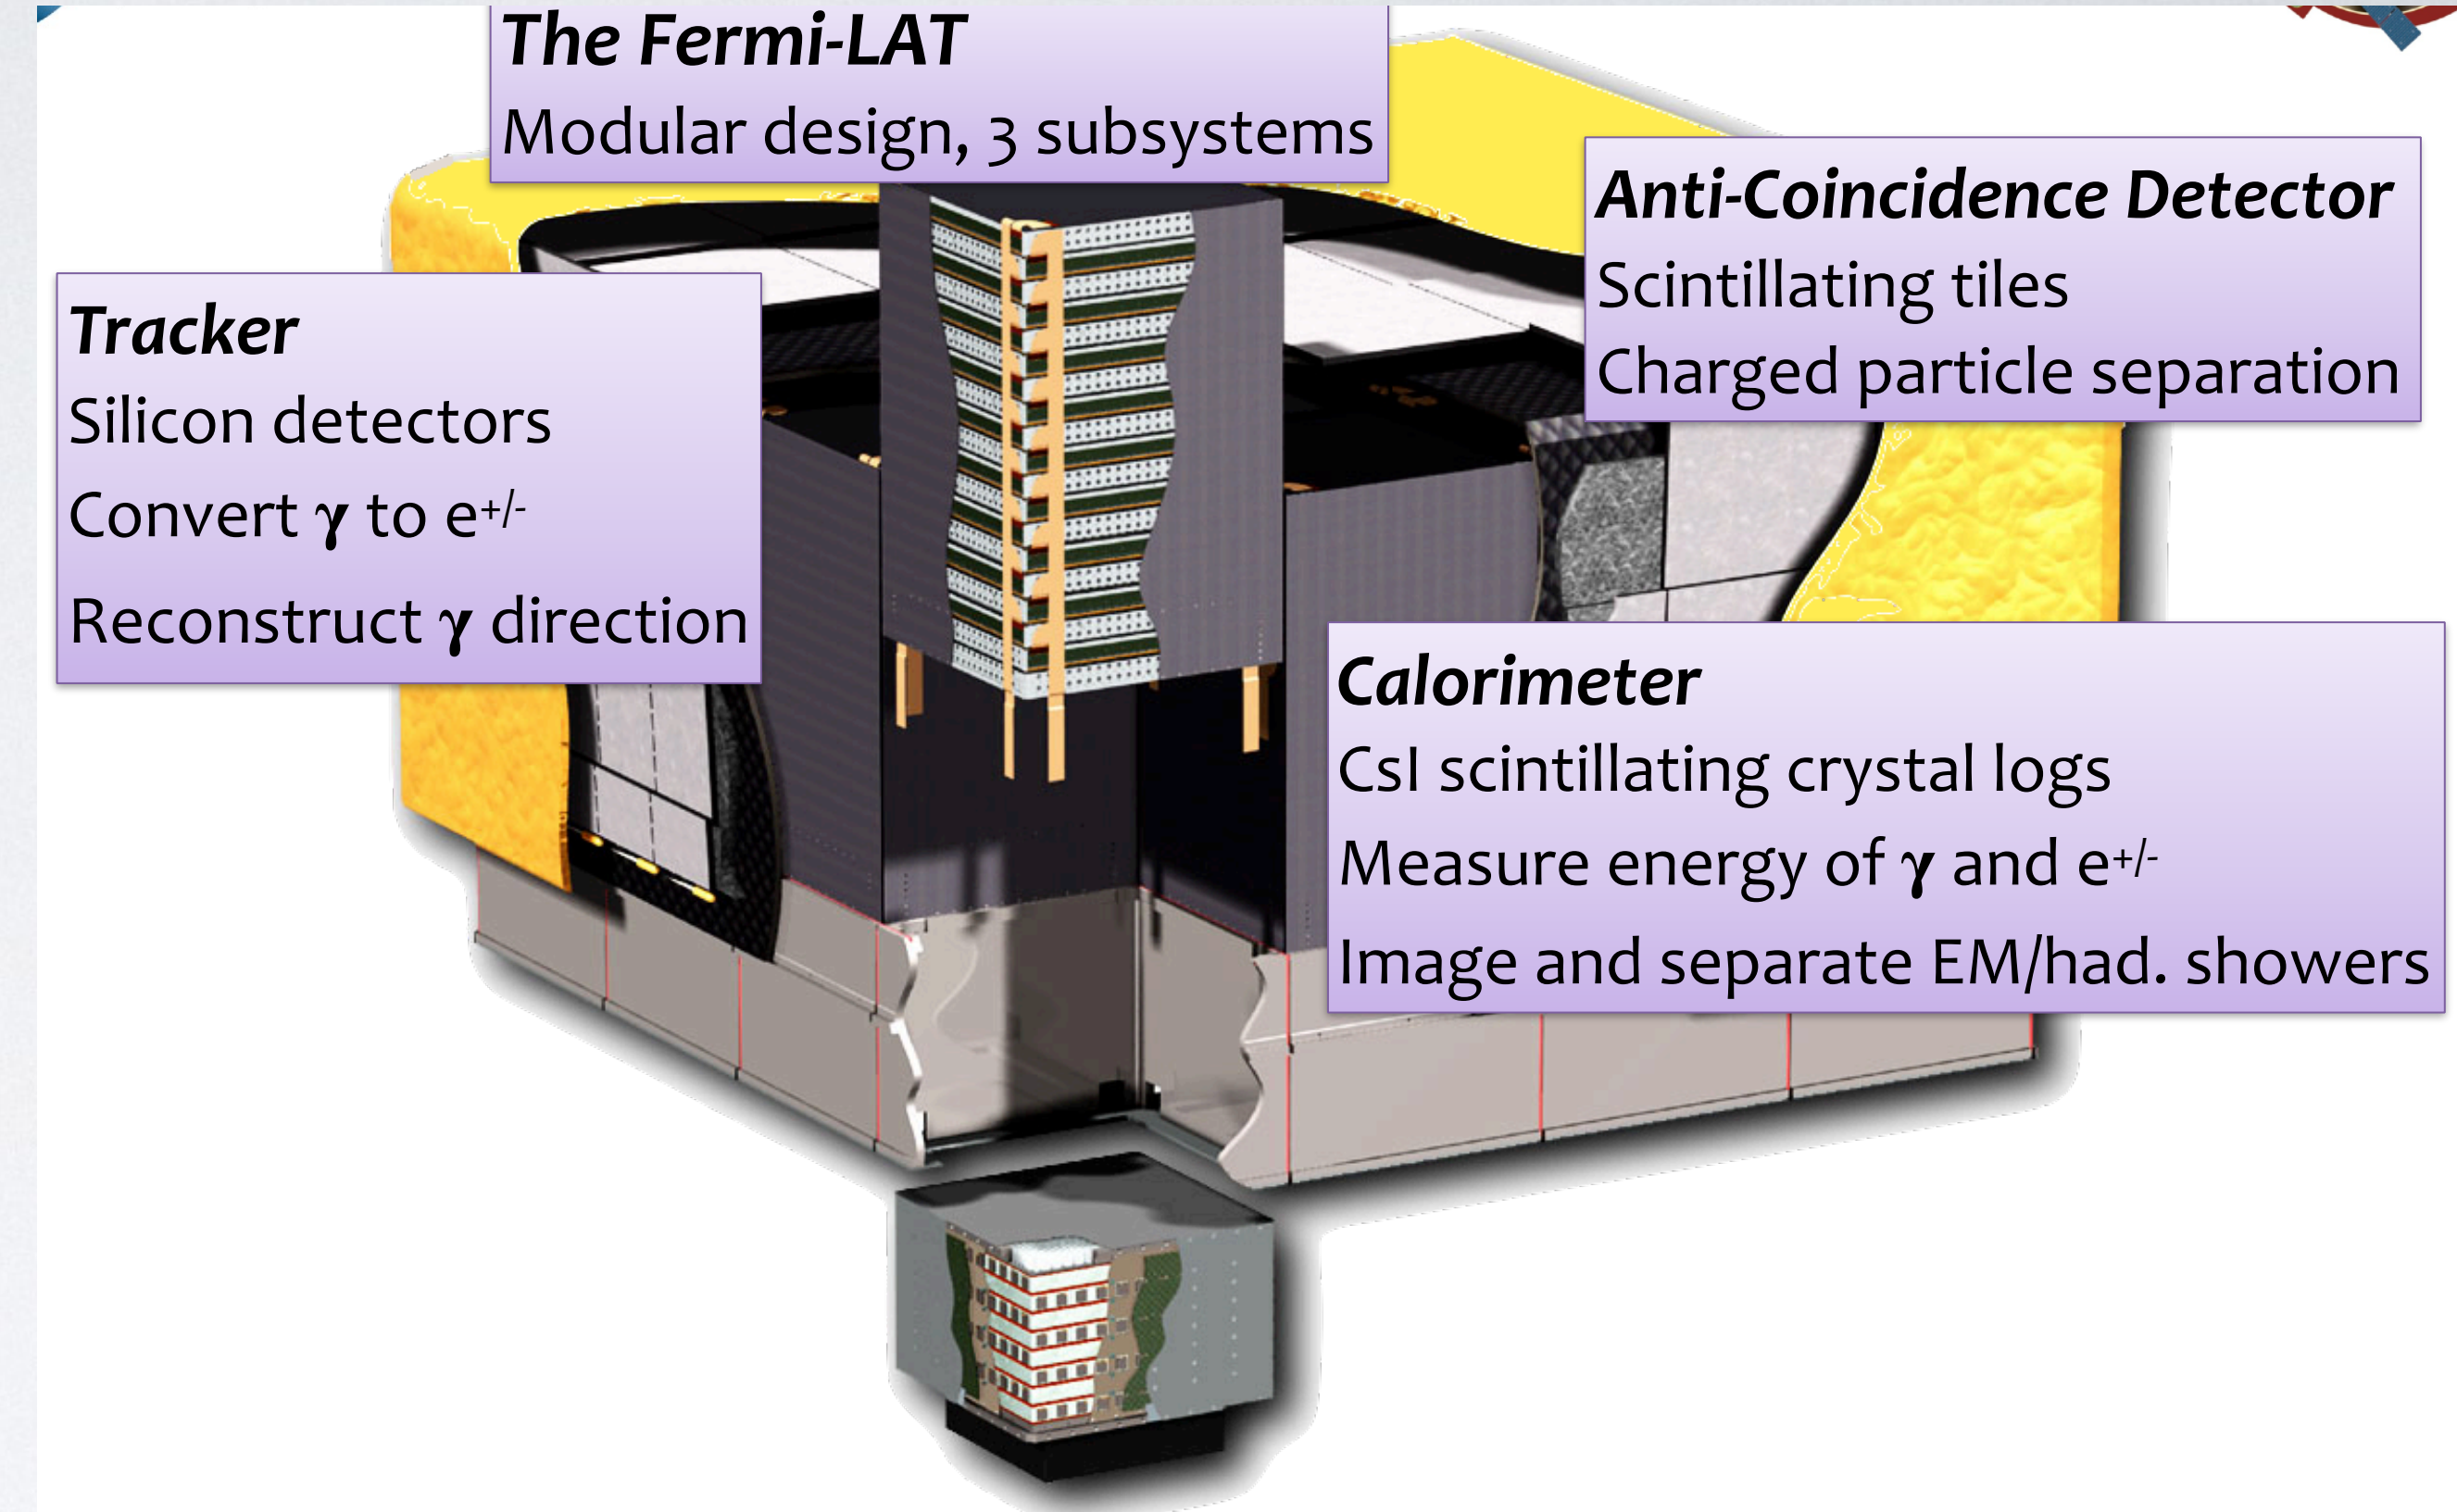 The Fermi-LAT
Modular design, 3 subsystems
Anti-Coincidence Detector
Scintillating tiles
Charged particle separation
Tracker
Silicon detectors
Convert γ to e+/-
Reconstruct γ direction
Calorimeter
CsI scintillating crystal logs
Measure energy of γ and e+/-
Image and separate EM/had. showers